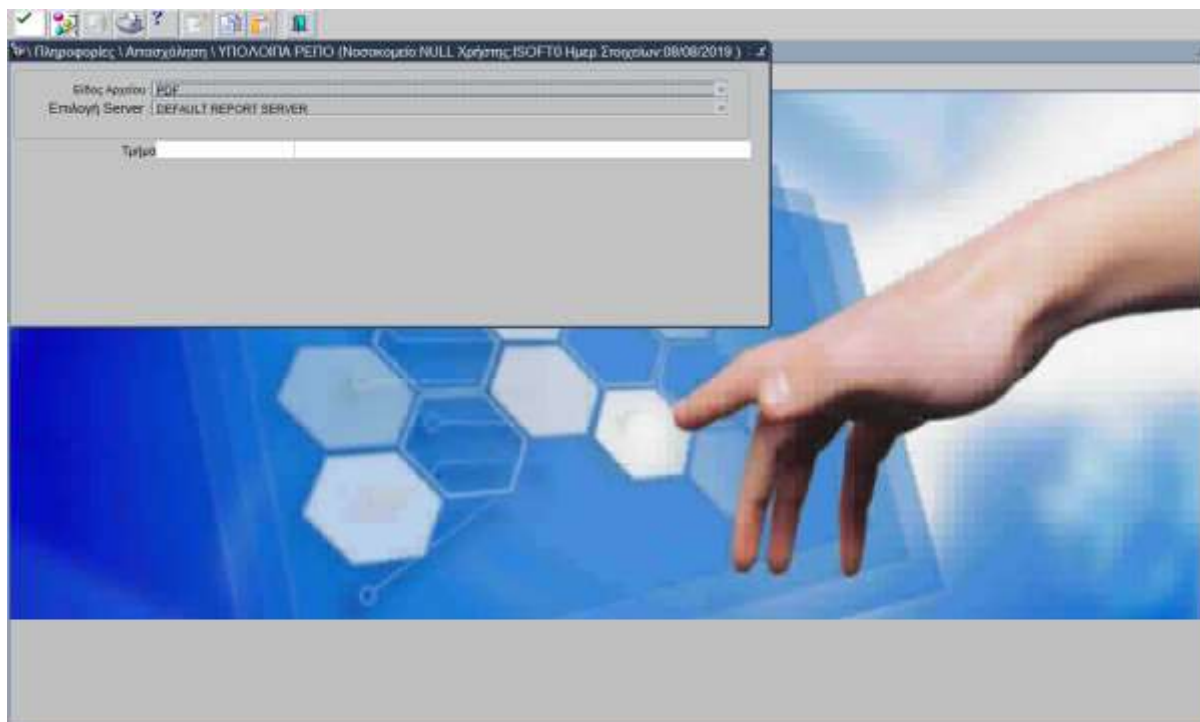 ?
\ Πληροφορίες \ Απασχόληση \ ΥΠΟΛΟΙΠΑ ΡΕΠΟ (Νοσοκομείο:NULL Χρήστης:ISOFT0 Ημερ.Στοιχείων:08/08/2019 )
Είδος Αρχείου PDF
Επιλογή Server DEFAULT REPORT SERVER
Τμήμα